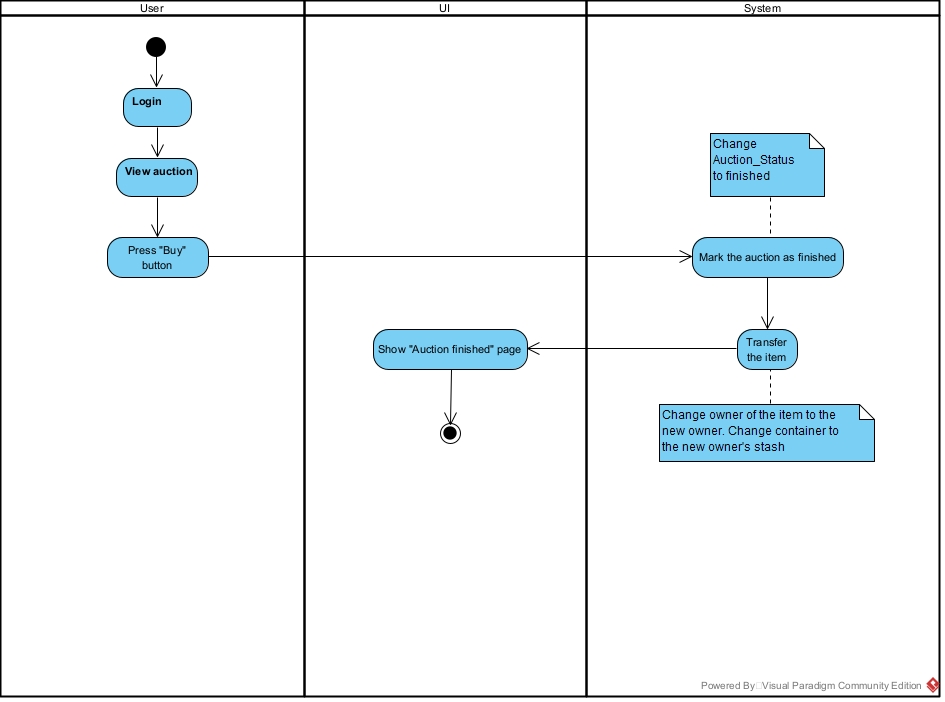 User
UI
System
Login
View auction
Press "Buy"
button
Change
Auction_Status
to finished
Mark the auction as finished
Transfer
the item
Show "Auction finished" page
Change owner of the item to the
new owner. Change container to
the new owner's stash
Powered By Visual Paradigm Community Edition